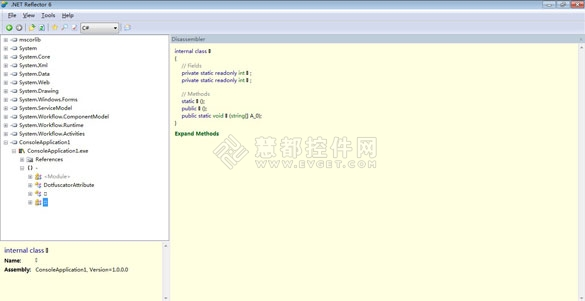 .NET Reflector 6
File View Tools Help
C#
mscorlib
System
System.Core
System.Xml
System.Data
System.Web
System.Drawing
System.Windows.Forms
System.ServiceModel
System.Workflow.ComponentModel
System.Workflow.Runtime
System.Workflow.Activities
ConsoleApplication1
ConsoleApplication1.exe
References
{ } -
<Module>
DotfuscatorAttribute
internal class
Name:
Assembly: ConsoleApplication1, Version=1.0.0.0
Disassembler
internal class
{
// Fields
private static readonly int ;
private static readonly int ;
// Methods
static ();
public ();
public static void (string[] A_0);
}
Expand Methods
慧都控件网
WWW.EVGET.COM